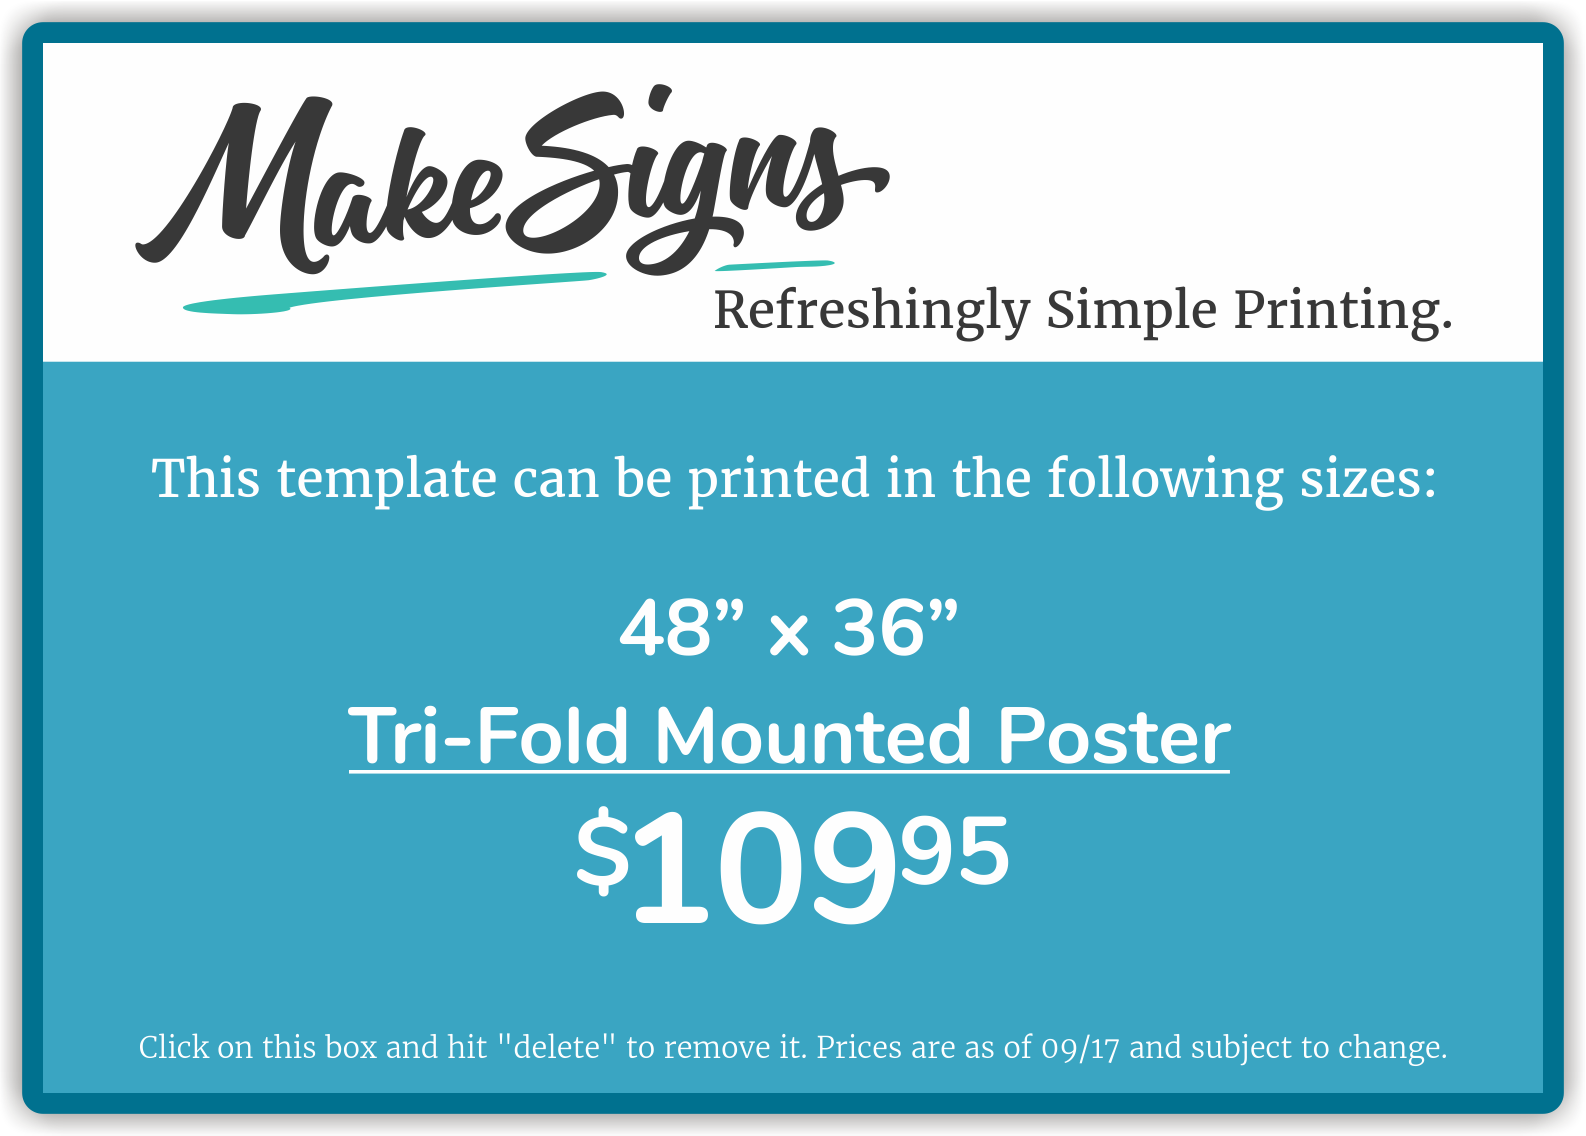 MakeSigns
Refreshingly Simple Printing.
This template can be printed in the following sizes:
48” x 36”
Tri-Fold Mounted Poster
$10995
Click on this box and hit "delete" to remove it. Prices are as of 09/17 and subject to change.